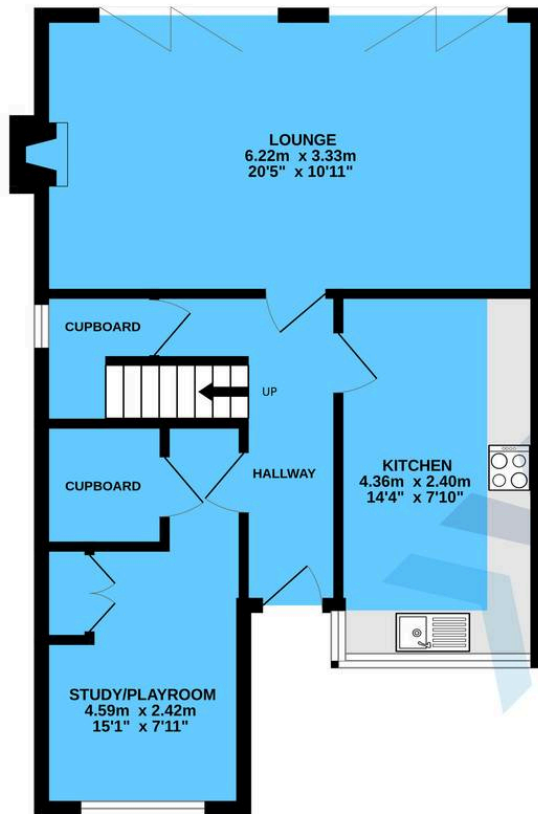 LOUNGE
6.22m x 3.33m
20'5" x 10'11"
CUPBOARD
UP
HALLWAY
CUPBOARD
KITCHEN
4.36m x 2.40m
14'4" x 7'10"
STUDY/PLAYROOM
4.59m x 2.42m
15'1" x 7'11"